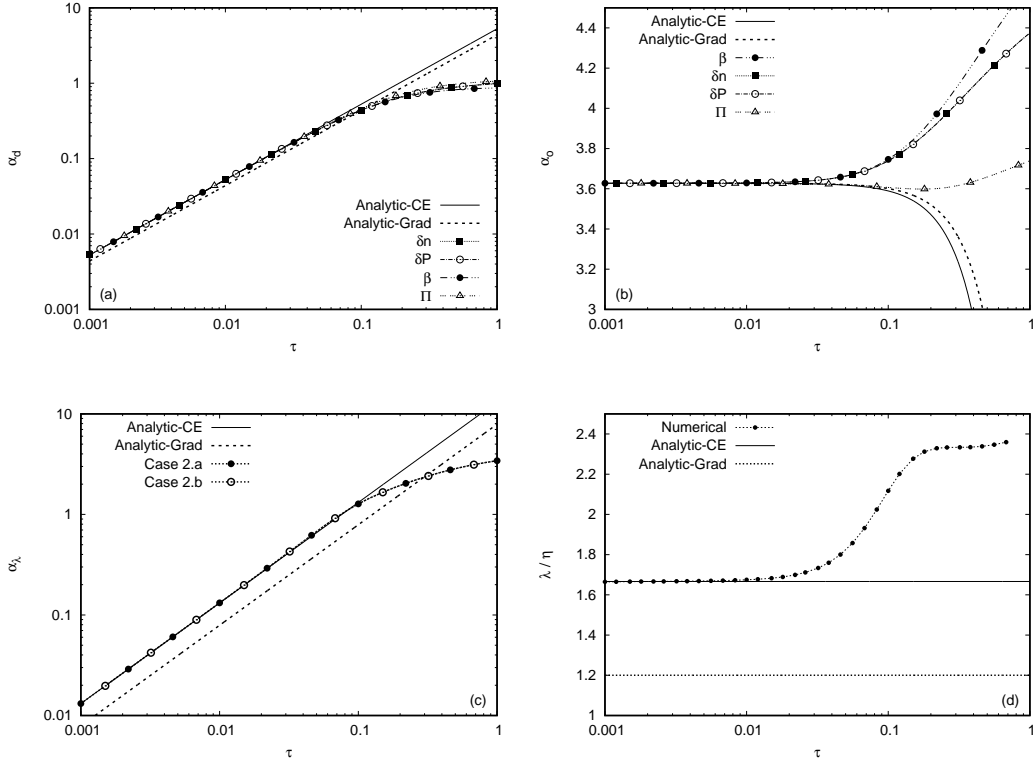 10
1
0.1
0.01
0.001
0.001
0.01
0.1
1
α_d
τ
(a)
Analytic-CE
Analytic-Grad
δn
δP
β
Π
4.4
4.2
4
3.8
3.6
3.4
3.2
3
0.001
0.01
0.1
1
α_o
τ
(b)
Analytic-CE
Analytic-Grad
β
δn
δP
Π
10
1
0.1
0.01
0.001
0.01
0.1
1
α_λ
τ
(c)
Analytic-CE
Analytic-Grad
Case 2.a
Case 2.b
2.4
2.2
2
1.8
1.6
1.4
1.2
1
0.001
0.01
0.1
1
λ / η
τ
(d)
Numerical
Analytic-CE
Analytic-Grad